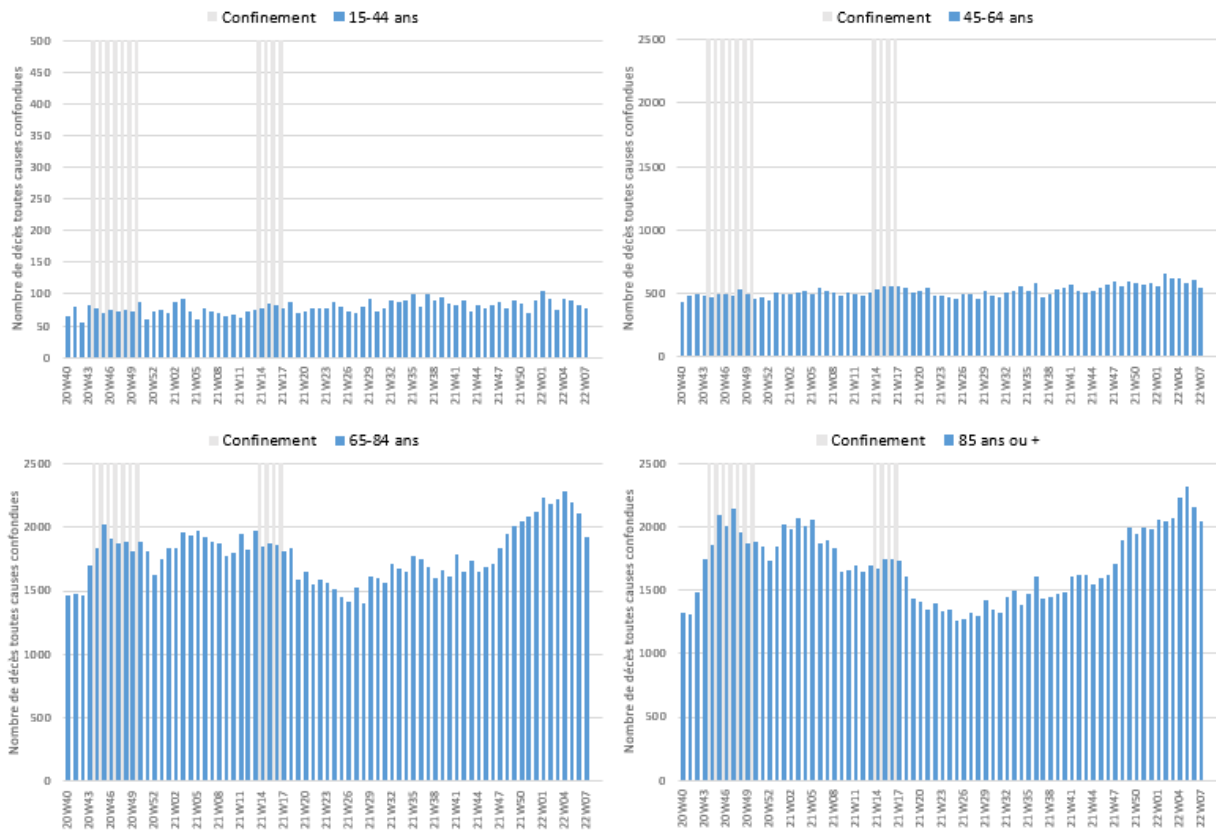 Confinement 15-44 ans
Nombre de décès toutes causes confondues
500
450
400
350
300
250
200
150
100
50
0
20W40 20W43 20W46 20W49 20W52 21W02 21W05 21W08 21W11 21W14 21W17 21W20 21W23 21W26 21W29 21W32 21W35 21W38 21W41 21W44 21W47 21W50 22W01 22W04 22W07
Confinement 45-64 ans
Nombre de décès toutes causes confondues
2500
2000
1500
1000
500
0
20W40 20W43 20W46 20W49 20W52 21W02 21W05 21W08 21W11 21W14 21W17 21W20 21W23 21W26 21W29 21W32 21W35 21W38 21W41 21W44 21W47 21W50 22W01 22W04 22W07
Confinement 65-84 ans
Nombre de décès toutes causes confondues
2500
2000
1500
1000
500
0
20W40 20W43 20W46 20W49 20W52 21W02 21W05 21W08 21W11 21W14 21W17 21W20 21W23 21W26 21W29 21W32 21W35 21W38 21W41 21W44 21W47 21W50 22W01 22W04 22W07
Confinement 85 ans ou +
Nombre de décès toutes causes confondues
2500
2000
1500
1000
500
0
20W40 20W43 20W46 20W49 20W52 21W02 21W05 21W08 21W11 21W14 21W17 21W20 21W23 21W26 21W29 21W32 21W35 21W38 21W41 21W44 21W47 21W50 22W01 22W04 22W07